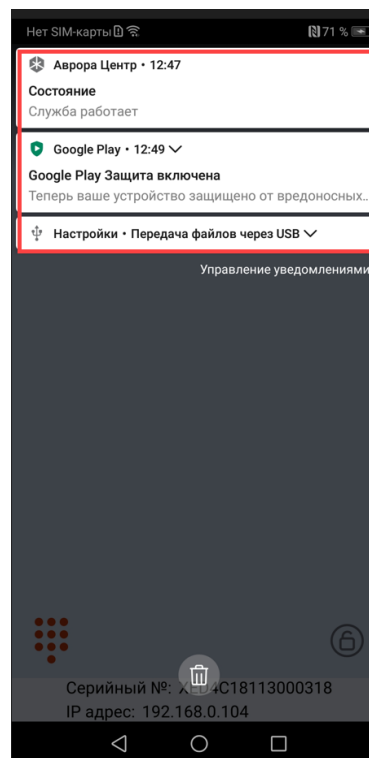 Нет SIM-карты 71 %
Аврора Центр • 12:47
Состояние
Служба работает
Google Play • 12:49
Google Play Защита включена
Теперь ваше устройство защищено от вредоносных..
Настройки • Передача файлов через USB
Управление уведомлениями
Серийный №: 4C18113000318
IP адрес: 192.168.0.104